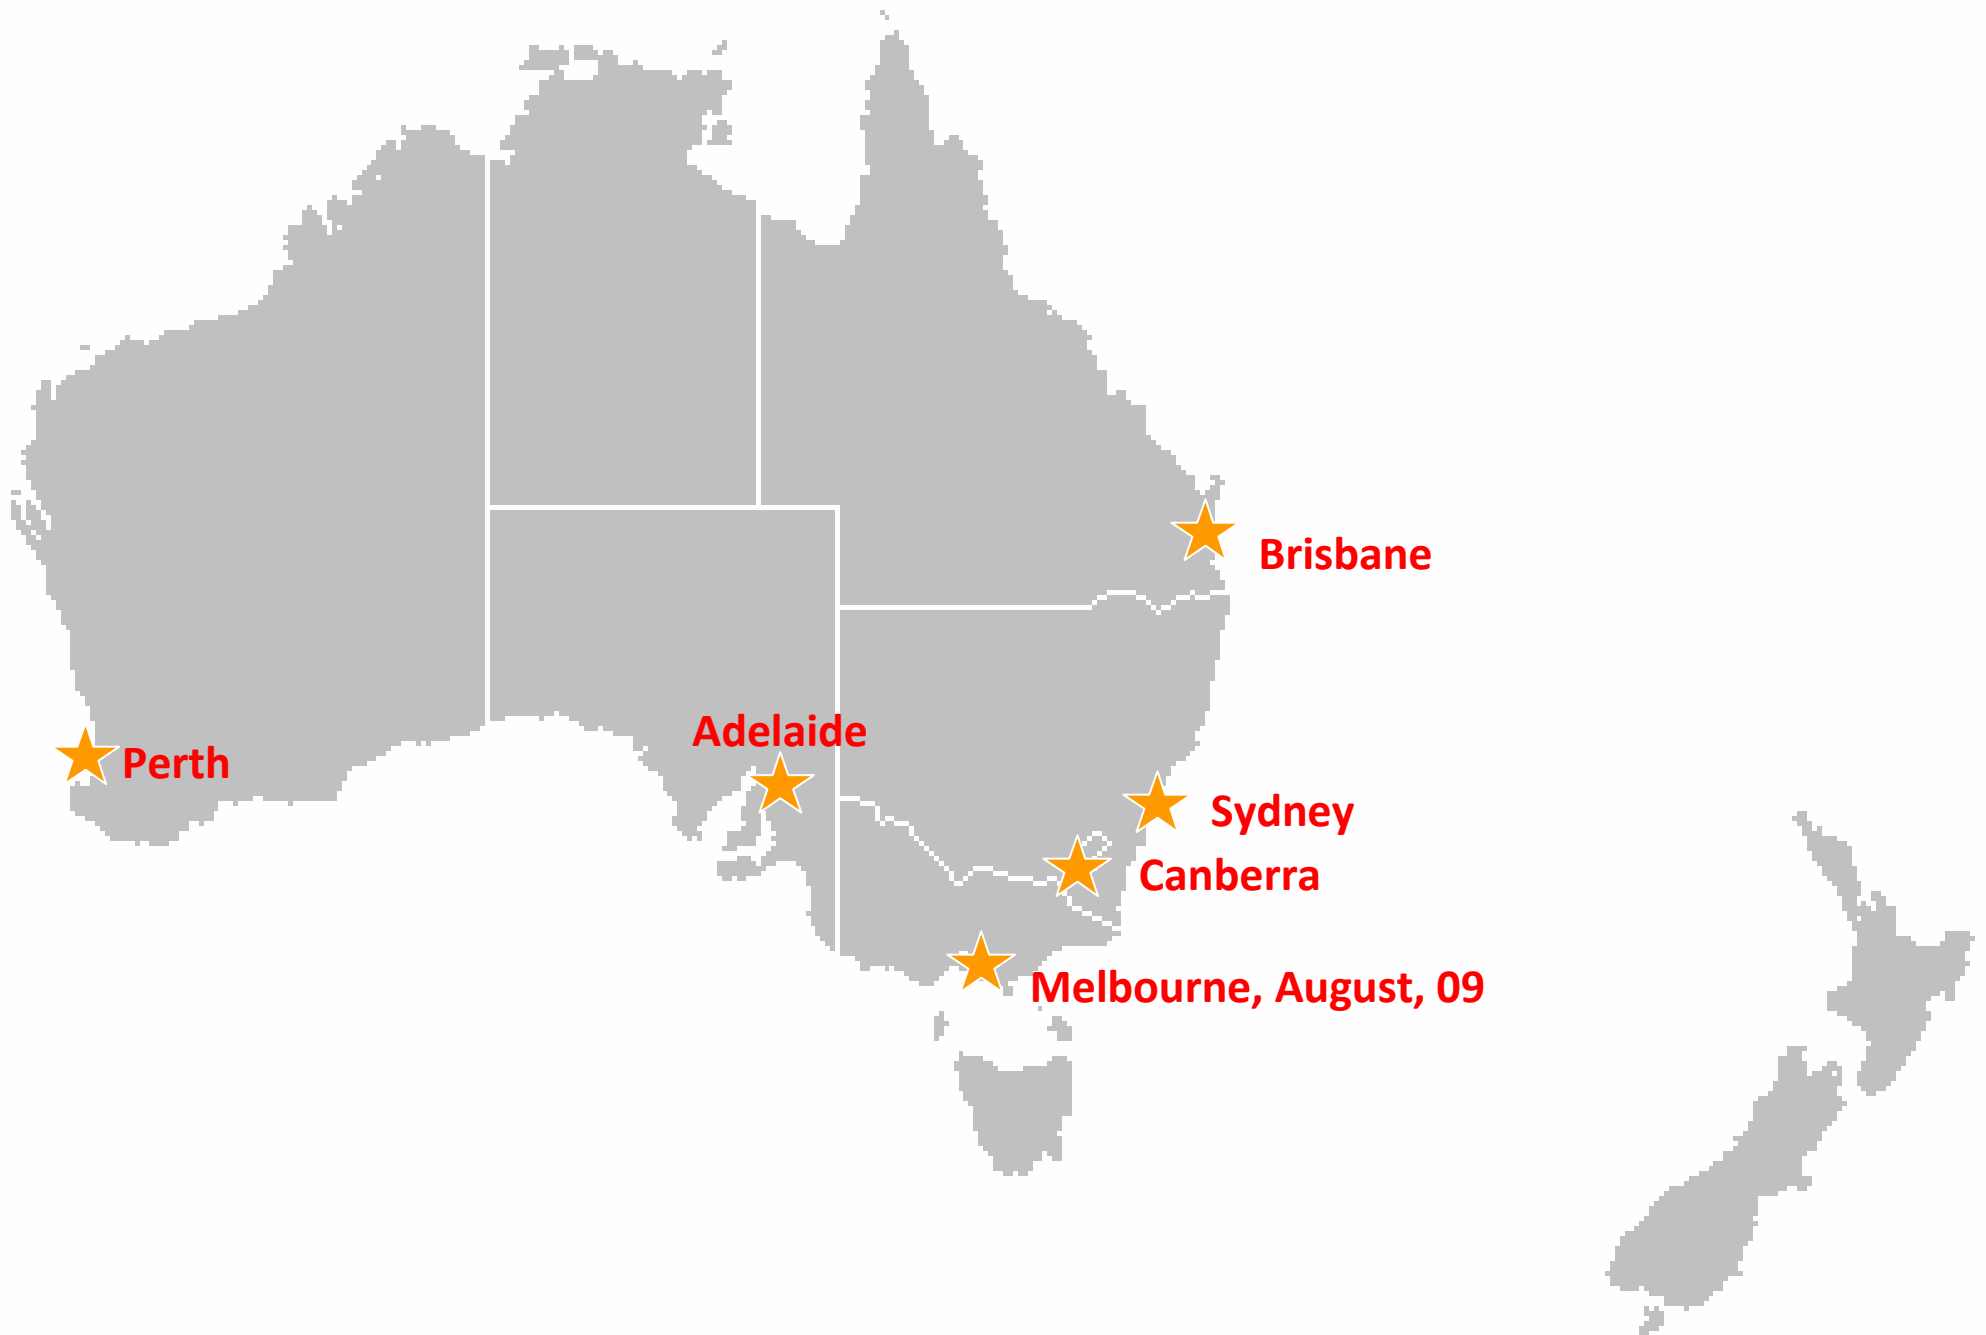 Brisbane
Adelaide
Perth
Sydney
Canberra
Melbourne, August, 09